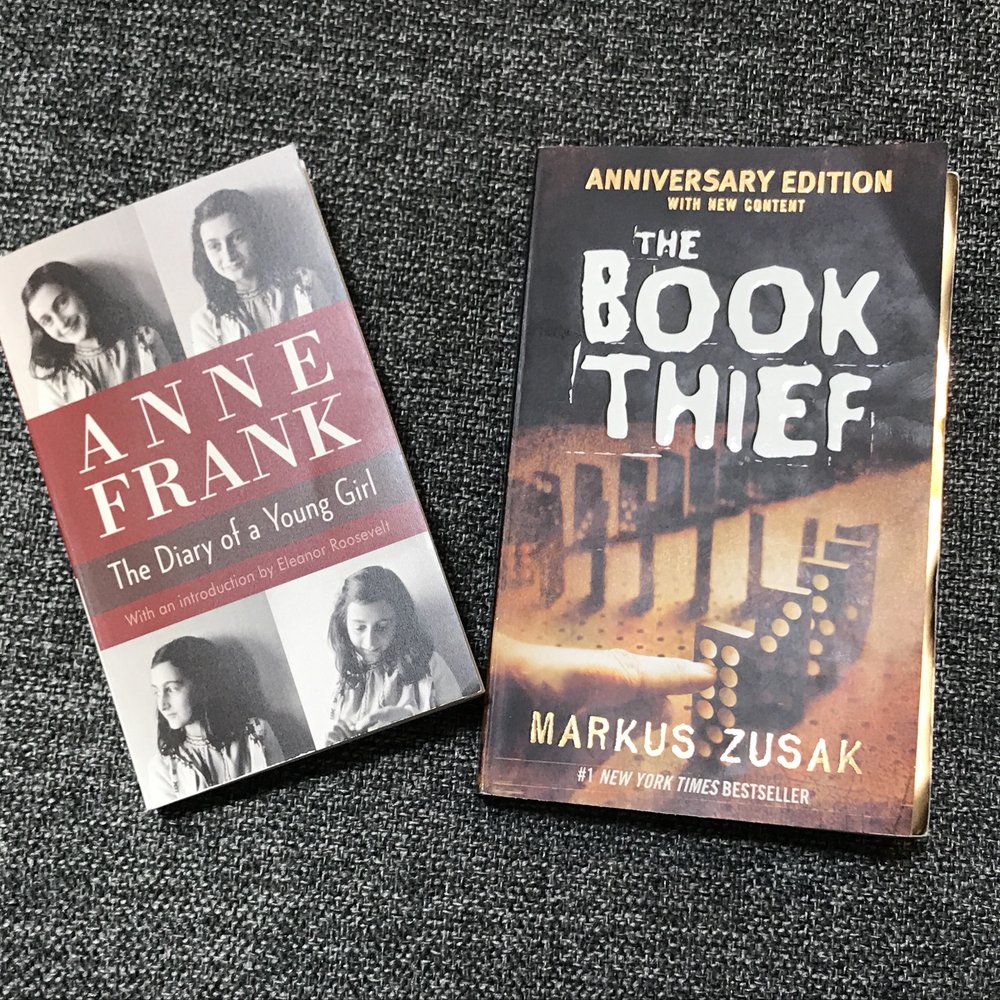 ANNE
FRANK
The Diary of a Young Girl
With an introduction by Eleanor Roosevelt
ANNIVERSARY EDITION
WITH NEW CONTENT
THE
BOOK
THIEF
MARKUS ZUSAK
#1 NEW YORK TIMES BESTSELLER